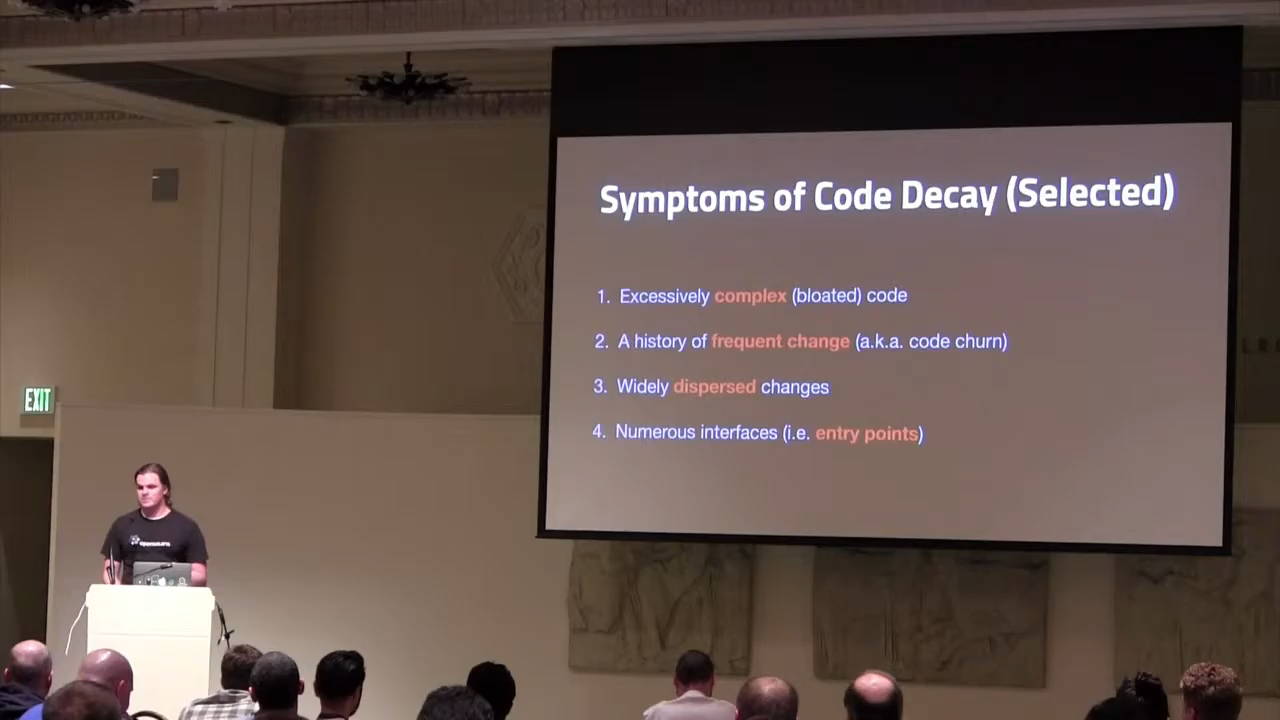 Symptoms of Code Decay (Selected)
1. Excessively complex (bloated) code
2. A history of frequent change (a.k.a. code churn)
3. Widely dispersed changes
4. Numerous interfaces (i.e. entry points)
EXIT